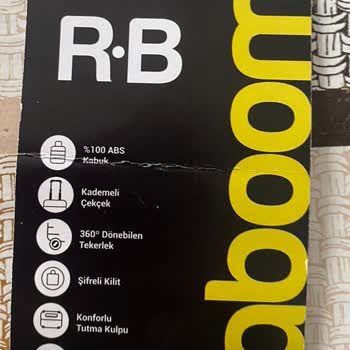 R·B
%100 ABS
Kabuk
Kademeli
Çekçek
360° Dönebilen
Tekerlek
Şifreli Kilit
Konforlu
Tutma Kulpu
aboom